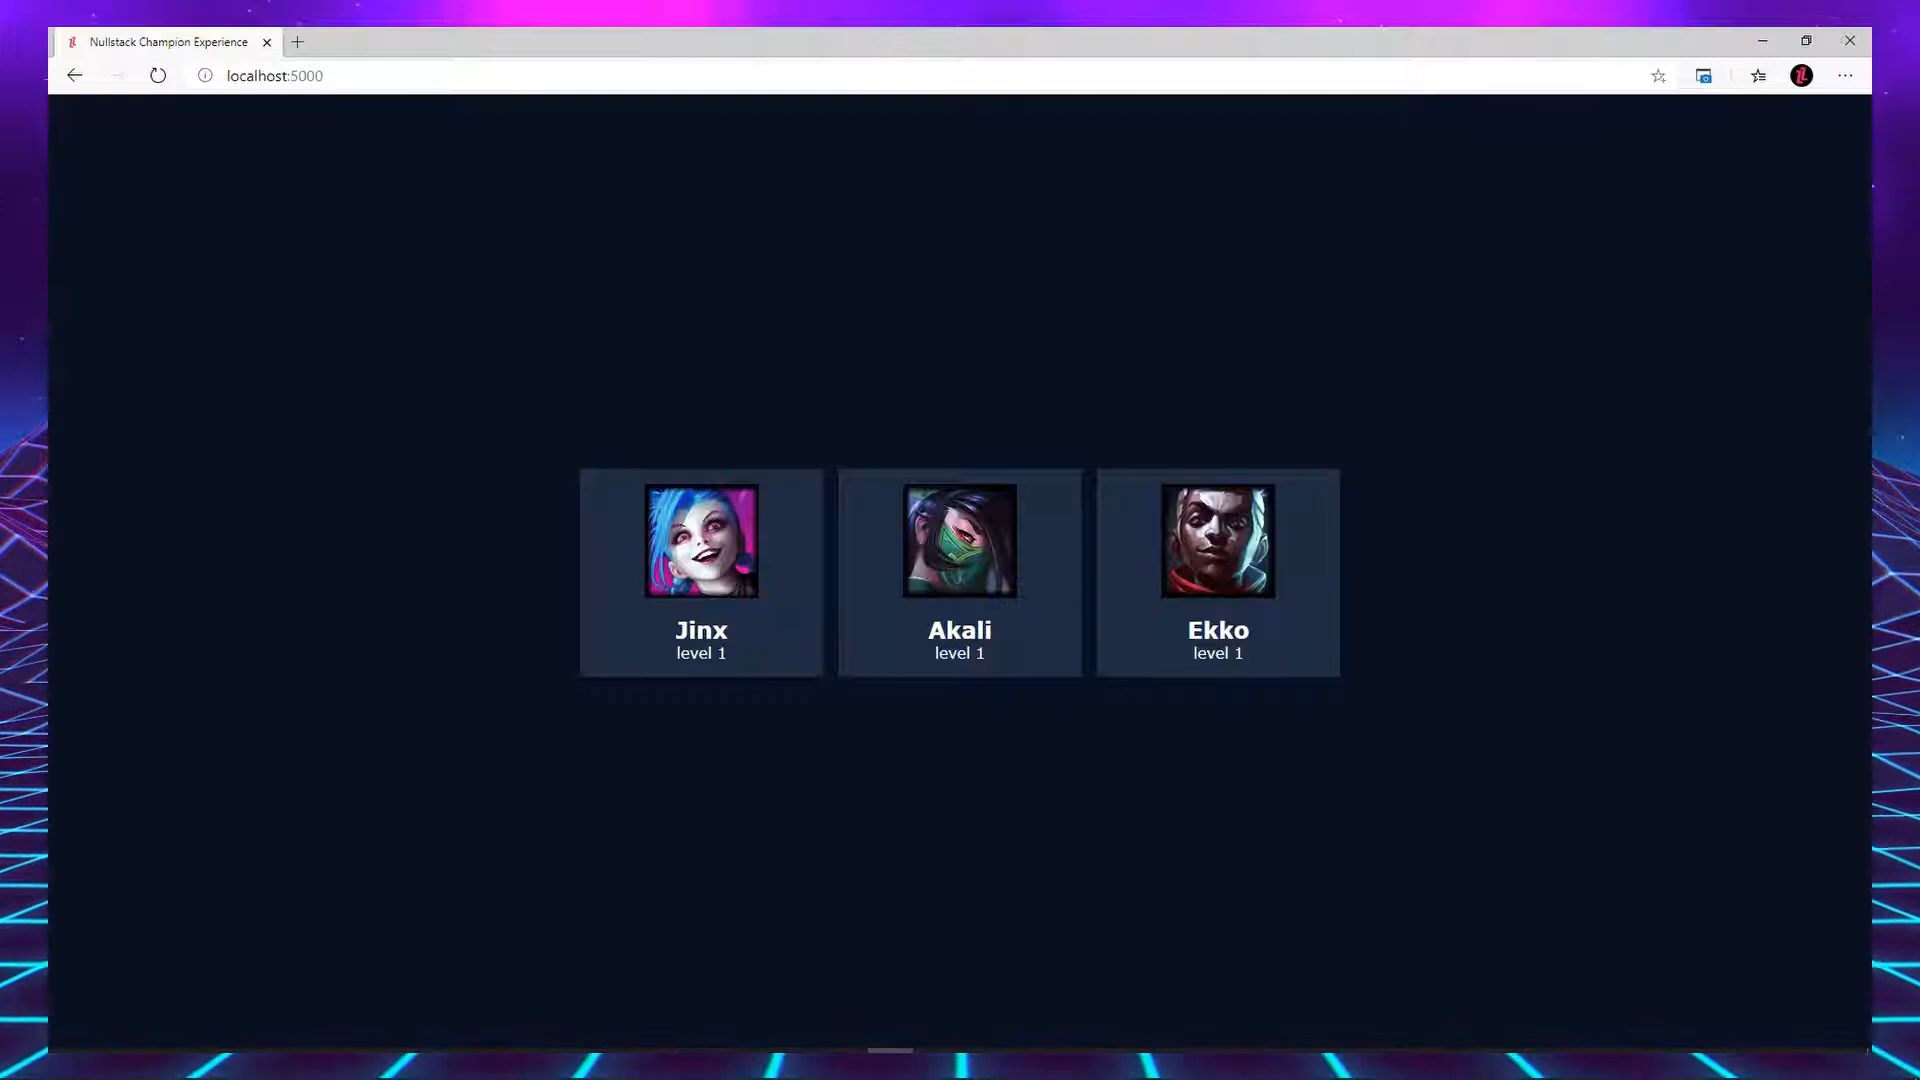 Nullstack Champion Experience
localhost:5000
Jinx
level 1
Akali
level 1
Ekko
level 1